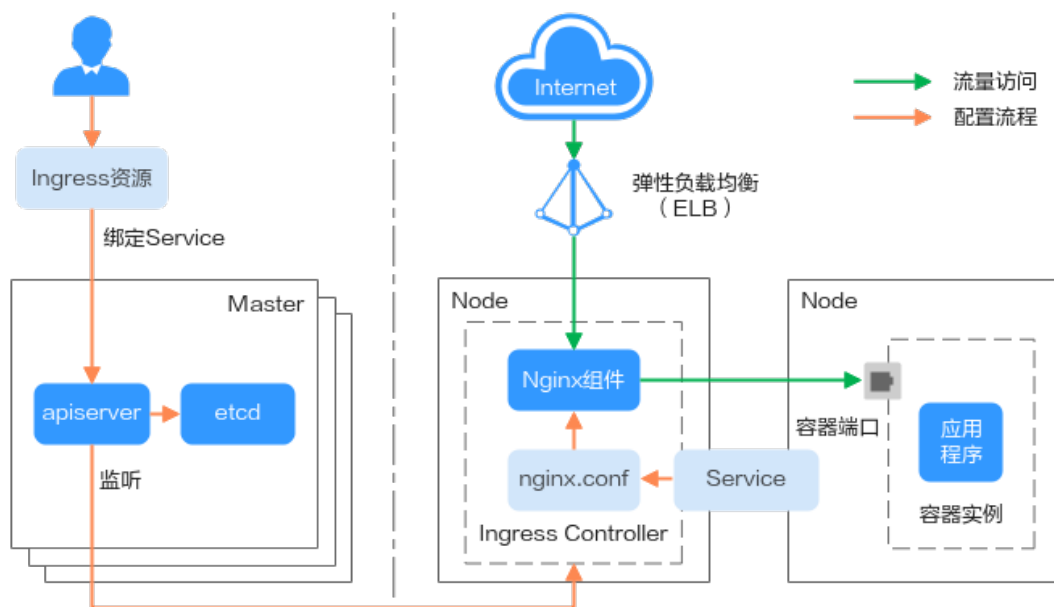 Internet
流量访问
配置流程
Ingress资源
弹性负载均衡
（ELB）
绑定Service
Master
Node
Node
apiserver
etcd
Nginx组件
容器端口
应用
程序
监听
nginx.conf
Service
容器实例
Ingress Controller